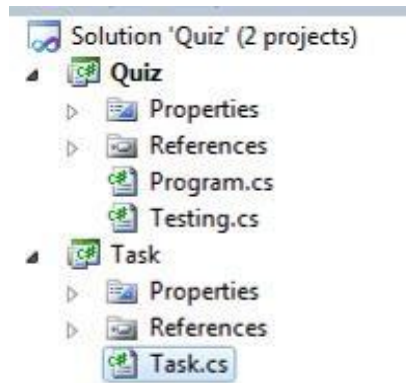 Solution 'Quiz' (2 projects)
C# Quiz
Properties
References
C# Program.cs
C# Testing.cs
C# Task
Properties
References
C# Task.cs